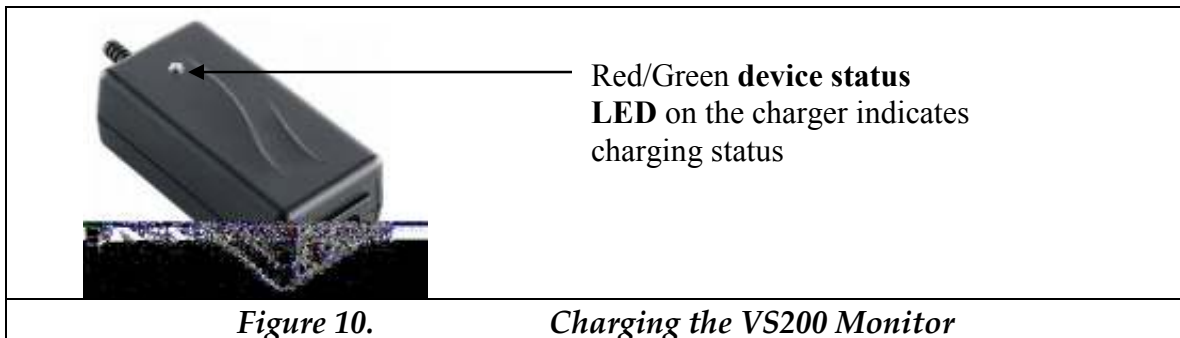 Red/Green device status
LED on the charger indicates
charging status
Figure 10. Charging the VS200 Monitor